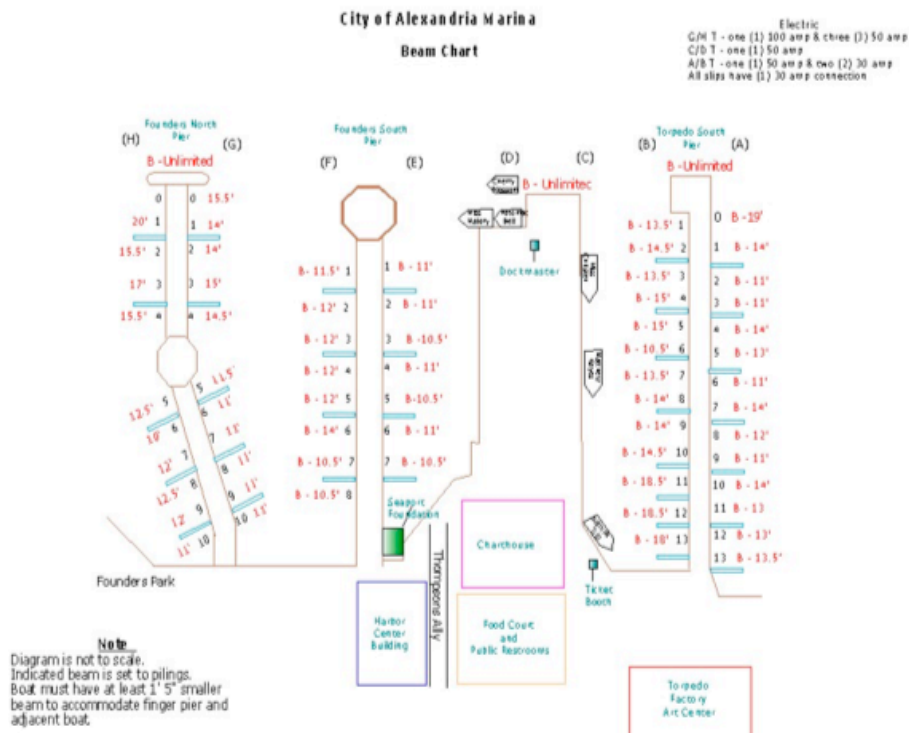 City of Alexandria Marina
Beam Chart
Electric
G/H T - one (1) 100 amp & three (3) 50 amp
C/D T - one (1) 50 amp
A/B T - one (1) 50 amp & two (2) 30 amp
All slips have (1) 30 amp connection
Founders North
Pier
(H)
(G)
B - Unlimited
0 0 15.5'
20' 1 1 14'
15.5' 2 2 14'
17' 3 3 15'
15.5' 4 4 14.5'
5 5 11.5'
12.5' 6 6 11'
10' 7 7 11'
12' 8 8
12.5' 9 9 11'
12' 10 10 11'
11'
Founders Park
Founders South
Pier
(F)
(E)
B - 11.5' 1 1 B - 11'
B - 12' 2 2 B - 11'
B - 12' 3 3 B - 10.5'
B - 12' 4 4 B - 11'
B - 12' 5 5 B-10.5'
B - 14' 6 6 B - 11'
B - 10.5' 7 7 B - 10.5'
B - 10.5' 8
Seaport
Foundation
(D)
(C)
B - Unlimitec
Dockmaster
Charthouse
Thompsons Ally
Harbor
Center
Building
Food Court
and
Public Restrooms
Ticket
Booth
Torpedo South
Pier
(B)
(A)
B - Unlimited
0 B - 19'
B - 13.5' 1
B - 14.5' 2 1 B - 14'
B - 13.5' 3 2 B - 11'
B - 15' 4 3 B - 11'
B - 15' 5 4 B - 14'
B - 10.5' 6 5 B - 13'
B - 13.5' 7 6 B - 11'
B - 14' 8 7 B - 14'
B - 14' 9 8 B - 12'
B - 14.5' 10 9 B - 11'
B - 18.5' 11 10 B - 14'
B - 18.5' 12 11 B - 13
B - 18' 13 12 B - 13'
13 B - 13.5'
Torpedo
Factory
Art Center
Note
Diagram is not to scale.
Indicated beam is set to pilings.
Boat must have at least 1' 5" smaller
beam to accommodate finger pier and
adjacent boat.